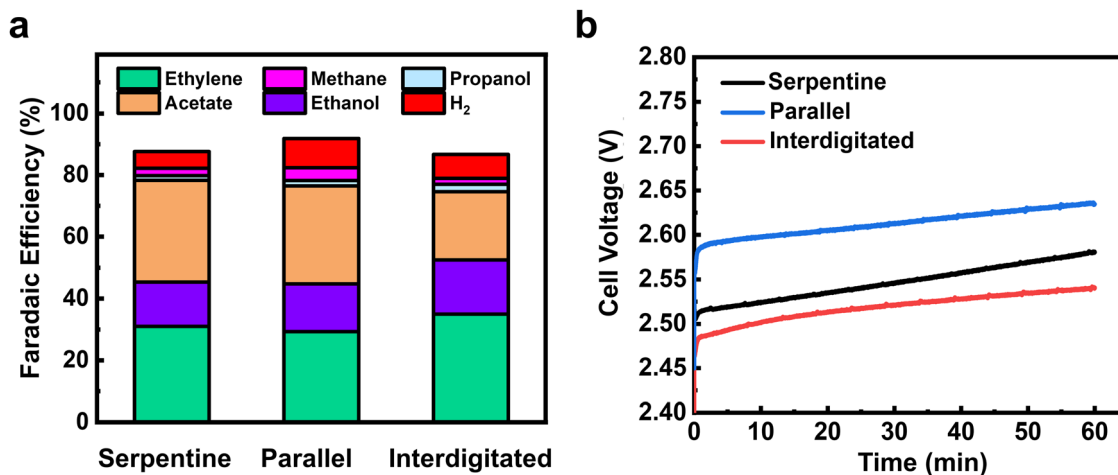 a
Ethylene Methane Propanol
Acetate Ethanol H₂
Faradaic Efficiency (%)
100
80
60
40
20
0
Serpentine Parallel Interdigitated
b
Serpentine
Parallel
Interdigitated
Cell Voltage (V)
2.80
2.75
2.70
2.65
2.60
2.55
2.50
2.45
2.40
0 10 20 30 40 50 60
Time (min)